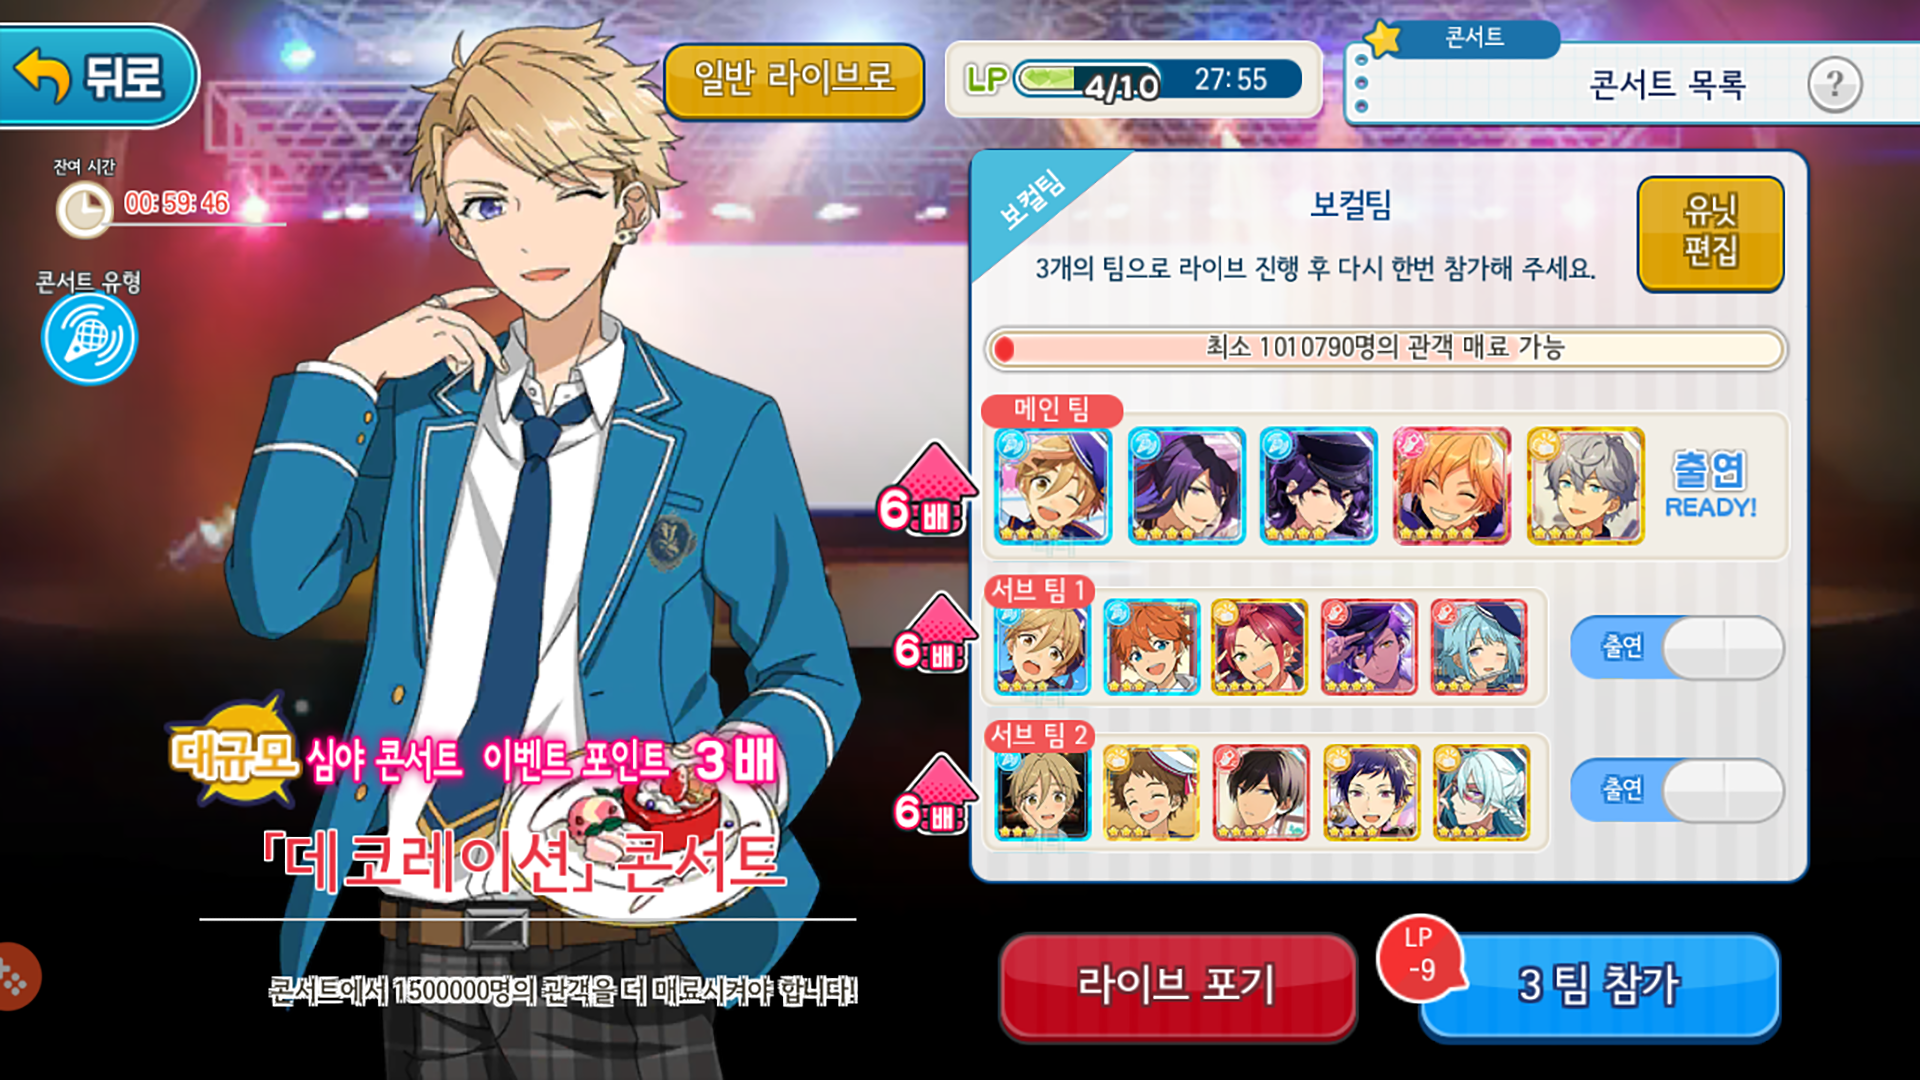 뒤로
일반 라이브로
LP 4/10 27:55
콘서트
콘서트 목록
?
잔여 시간
00:59:46
콘서트 유형
보컬팀
보컬팀
3개의 팀으로 라이브 진행 후 다시 한번 참가해 주세요.
유닛
편집
최소 1010790명의 관객 매료 가능
메인 팀
6배
출연
READY!
서브 팀 1
6배
출연
서브 팀 2
6배
출연
대규모 심야 콘서트 이벤트 포인트 3배
「데코레이션」 콘서트
콘서트에서 1500000명의 관객을 더 매료시켜야 합니다!
라이브 포기
LP
-9
3팀 참가